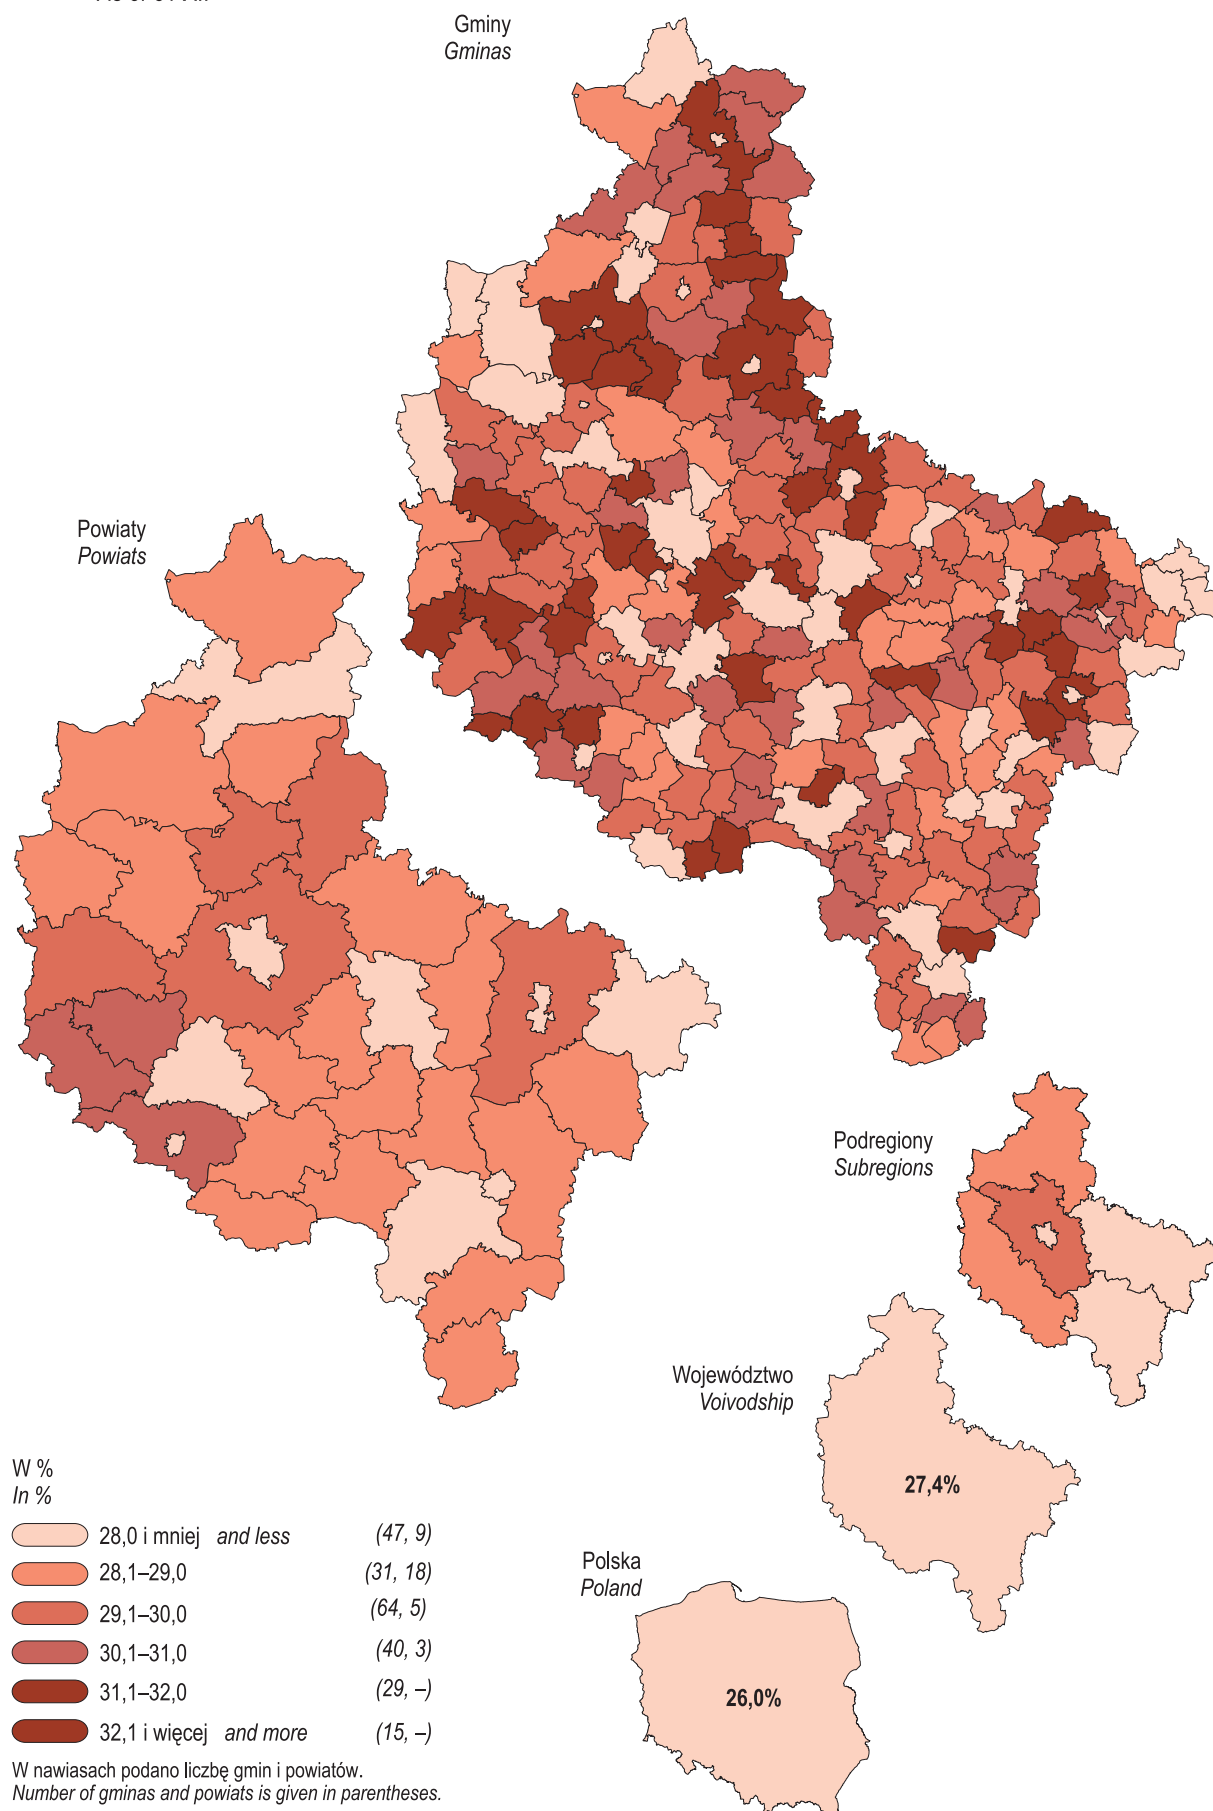 Gminy
Gminas
Powiaty
Powiats
Podregiony
Subregions
Województwo
Voivodship
27,4%
Polska
Poland
26,0%
W %
In %
28,0 i mniej and less (47, 9)
28,1–29,0 (31, 18)
29,1–30,0 (64, 5)
30,1–31,0 (40, 3)
31,1–32,0 (29, –)
32,1 i więcej and more (15, –)
W nawiasach podano liczbę gmin i powiatów.
Number of gminas and powiats is given in parentheses.